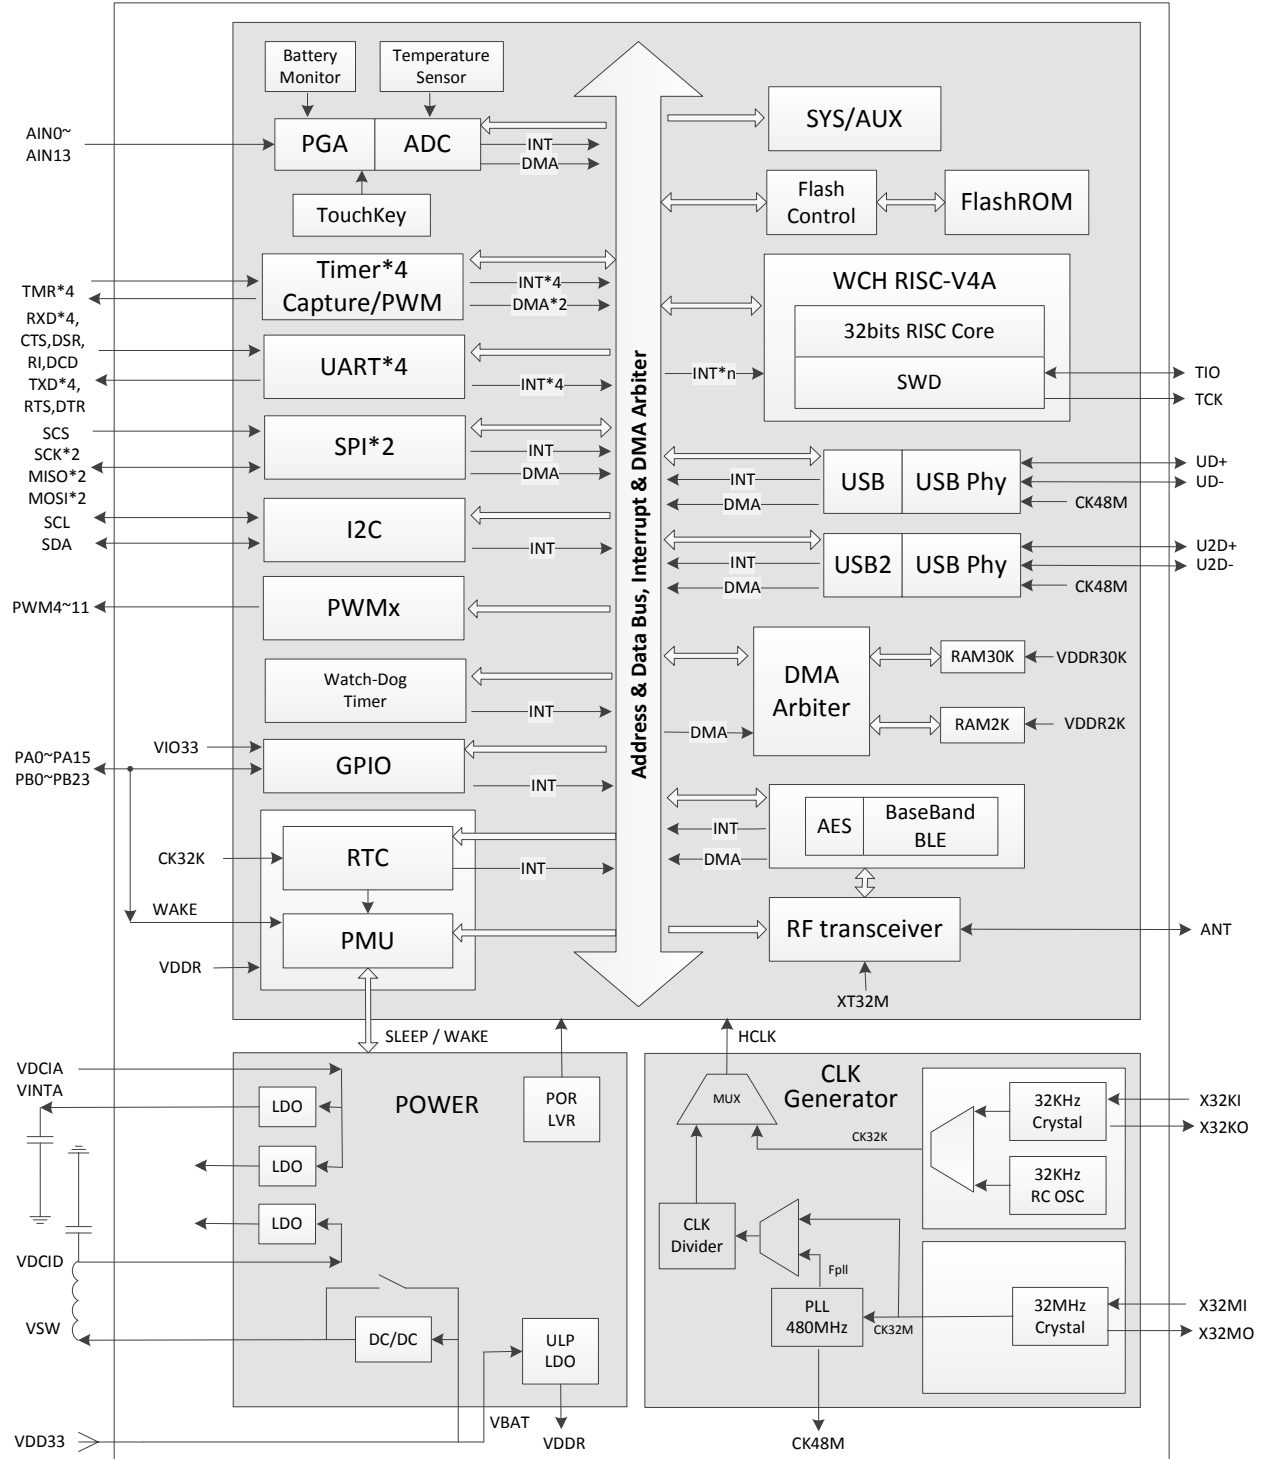 Battery
Monitor
Temperature
Sensor
AIN0~
AIN13
PGA
ADC
INT
DMA
TouchKey
TMR*4
Timer*4
Capture/PWM
INT*4
DMA*2
RXD*4,
CTS,DSR,
RI,DCD
TXD*4,
RTS,DTR
UART*4
INT*4
SCS
SCK*2
MISO*2
MOSI*2
SPI*2
INT
DMA
SCL
SDA
I2C
INT
PWM4~11
PWMx
Watch-Dog
Timer
INT
VIO33
PA0~PA15
PB0~PB23
GPIO
INT
CK32K
RTC
INT
WAKE
PMU
VDDR
Address & Data Bus, Interrupt & DMA Arbiter
SYS/AUX
Flash
Control
FlashROM
WCH RISC-V4A
32bits RISC Core
INT*n
SWD
TIO
TCK
INT
DMA
USB
USB Phy
UD+
UD-
CK48M
INT
DMA
USB2
USB Phy
U2D+
U2D-
CK48M
DMA
Arbiter
DMA
RAM30K
VDDR30K
RAM2K
VDDR2K
INT
DMA
AES
BaseBand
BLE
RF transceiver
ANT
XT32M
SLEEP / WAKE
HCLK
VDCIA
VINTA
LDO
POWER
POR
LVR
LDO
LDO
VDCID
VSW
DC/DC
ULP
LDO
VBAT
VDDR
VDD33
CLK
Generator
MUX
CK32K
32KHz
Crystal
X32KI
X32KO
32KHz
RC OSC
CLK
Divider
Fpll
PLL
480MHz
CK32M
32MHz
Crystal
X32MI
X32MO
CK48M